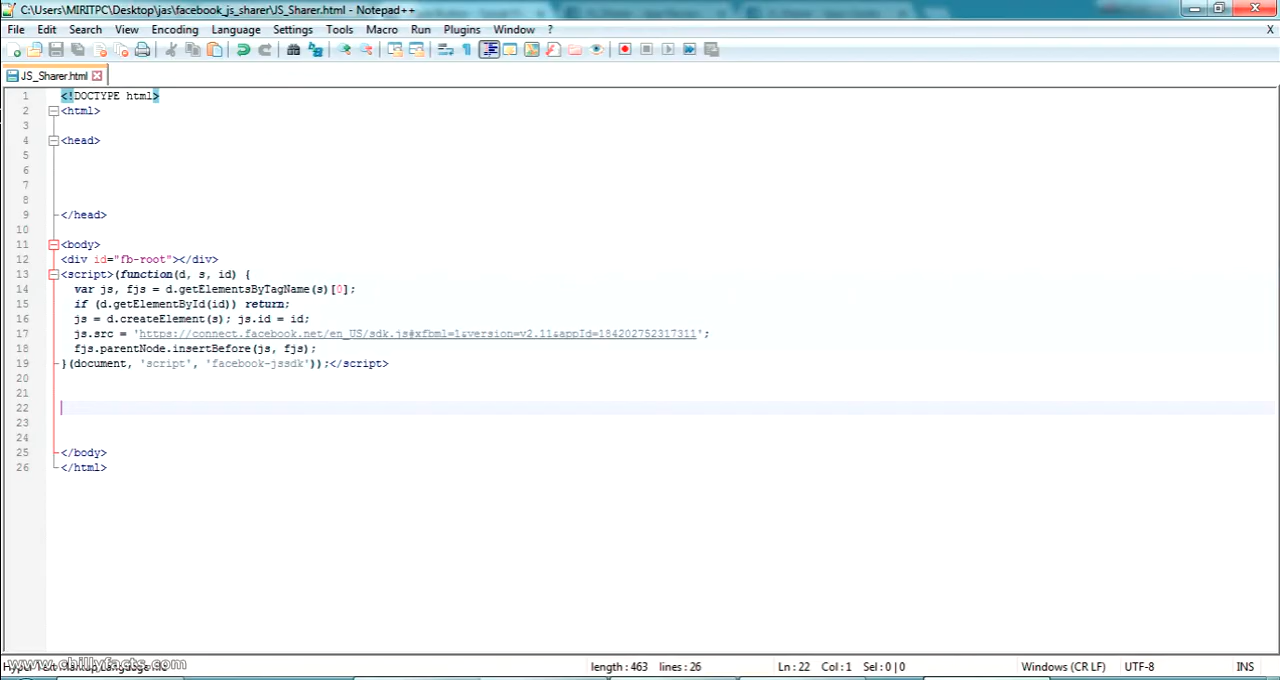 C:\Users\MIRITPC\Desktop\jas\facebook_js_sharer\JS_Sharer.html - Notepad++
File Edit Search View Encoding Language Settings Tools Macro Run Plugins Window ? X
JS_Sharer.html
1 <!DOCTYPE html>
2 <html>
3
4 <head>
5
6
7
8
9 </head>
10
11 <body>
12 <div id="fb-root"></div>
13 <script>(function(d, s, id) {
14 var js, fjs = d.getElementsByTagName(s)[0];
15 if (d.getElementById(id)) return;
16 js = d.createElement(s); js.id = id;
17 js.src = 'https://connect.facebook.net/en_US/sdk.js#xfbml=1&version=v2.11&appId=184202752317311';
18 fjs.parentNode.insertBefore(js, fjs);
19 }(document, 'script', 'facebook-jssdk'));</script>
20
21
22
23
24
25 </body>
26 </html>
www.chillyfacts.com
length : 463 lines : 26 Ln : 22 Col : 1 Sel : 0 | 0 Windows (CR LF) UTF-8 INS